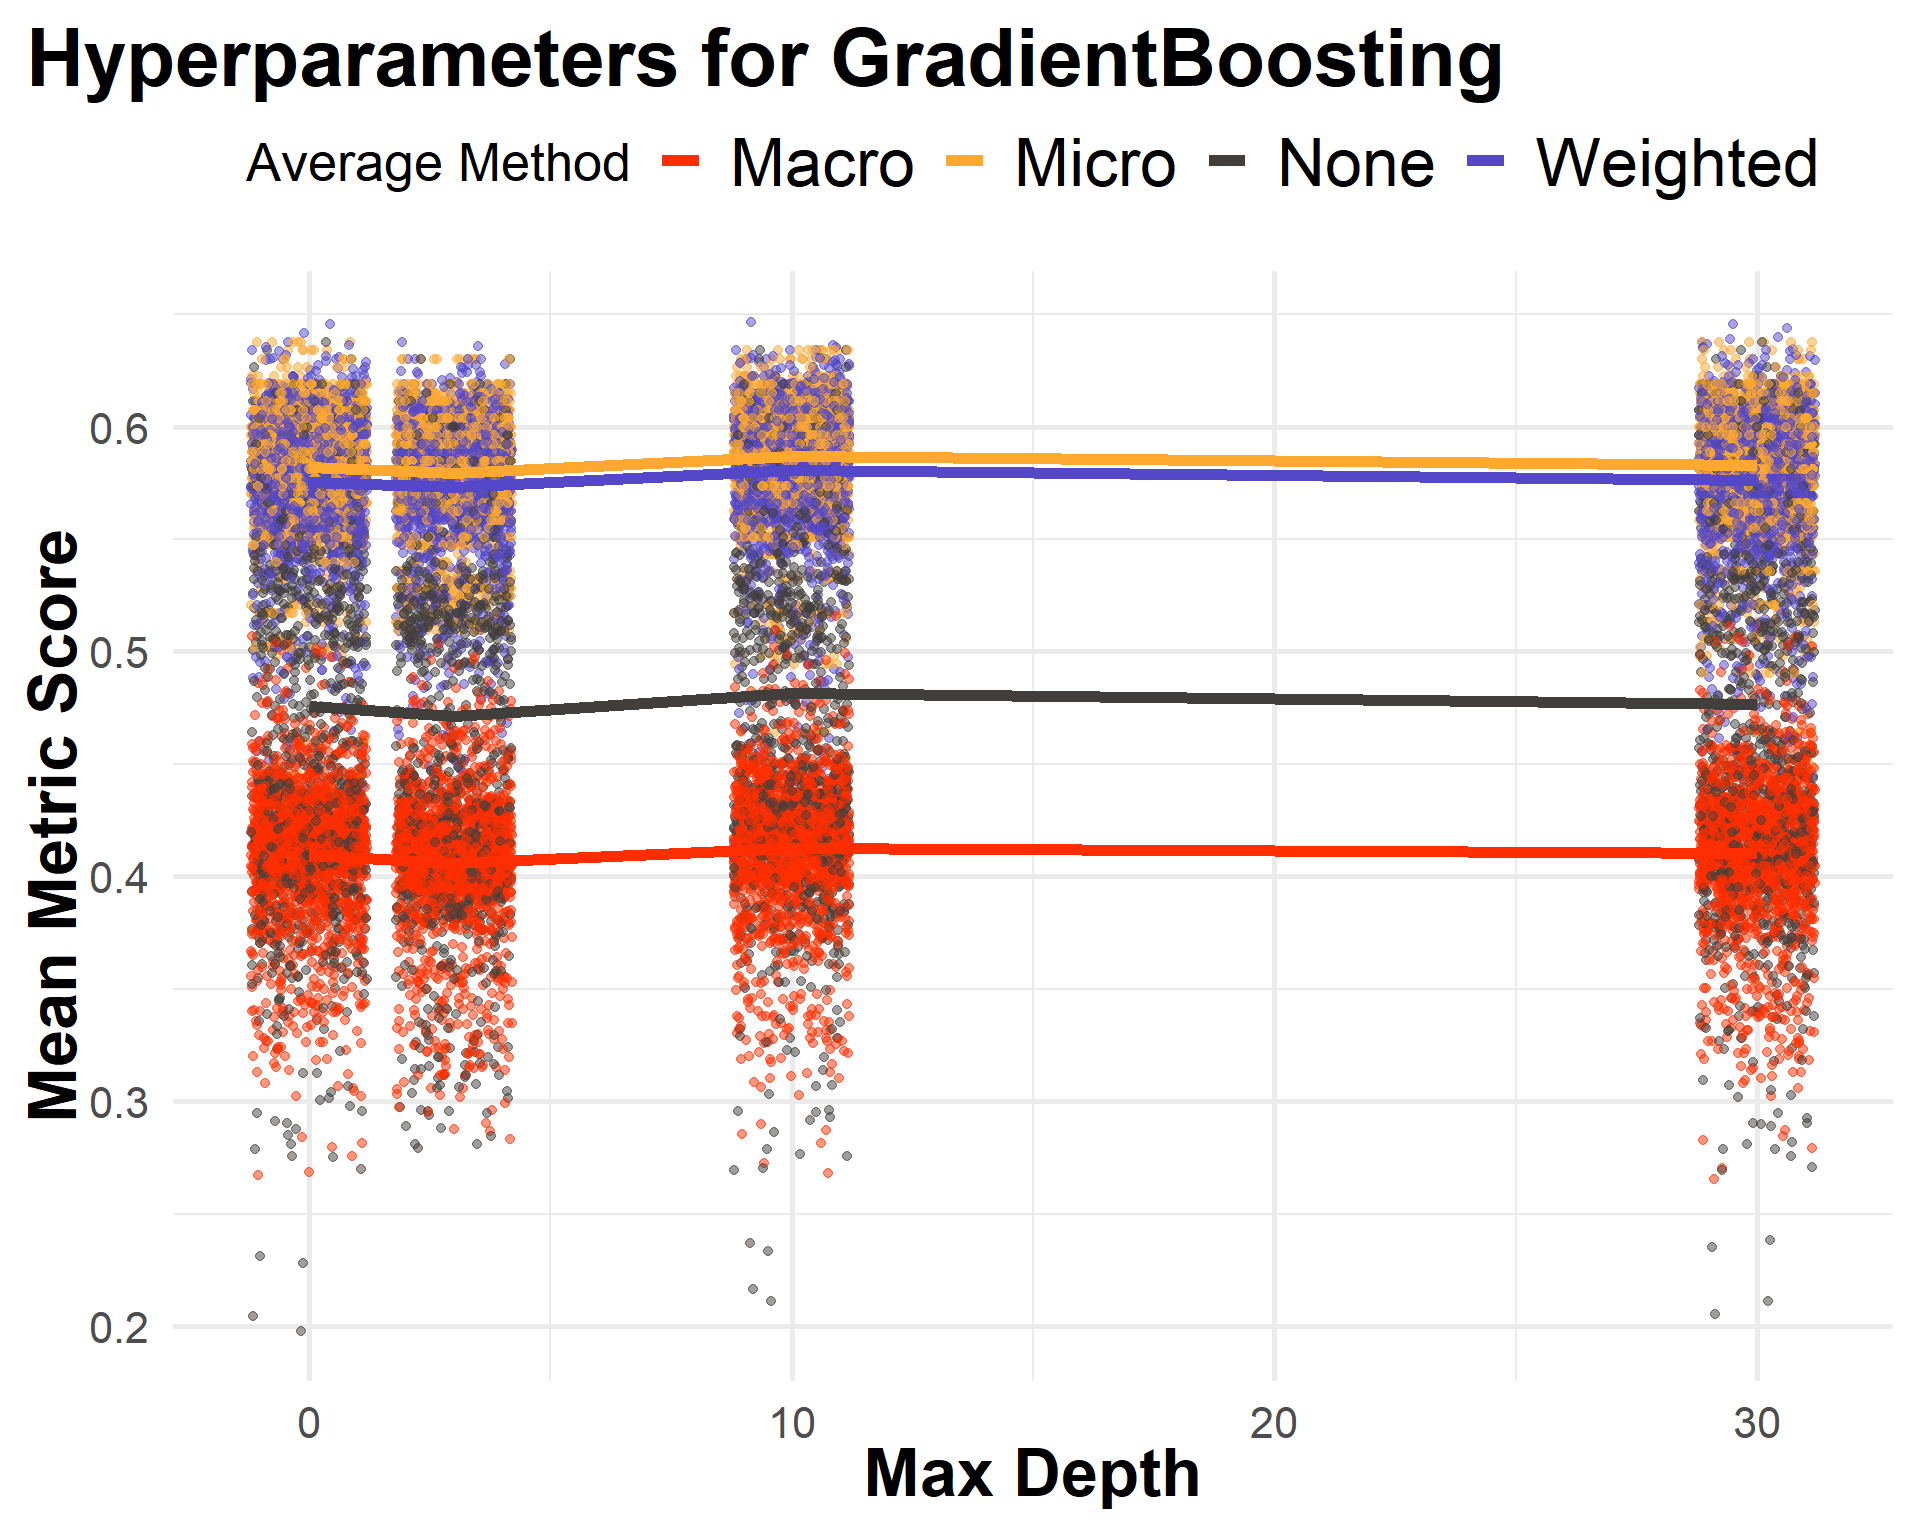 Hyperparameters for GradientBoosting
Average Method Macro Micro None Weighted
Mean Metric Score
0.6
0.5
0.4
0.3
0.2
0 10 20 30
Max Depth